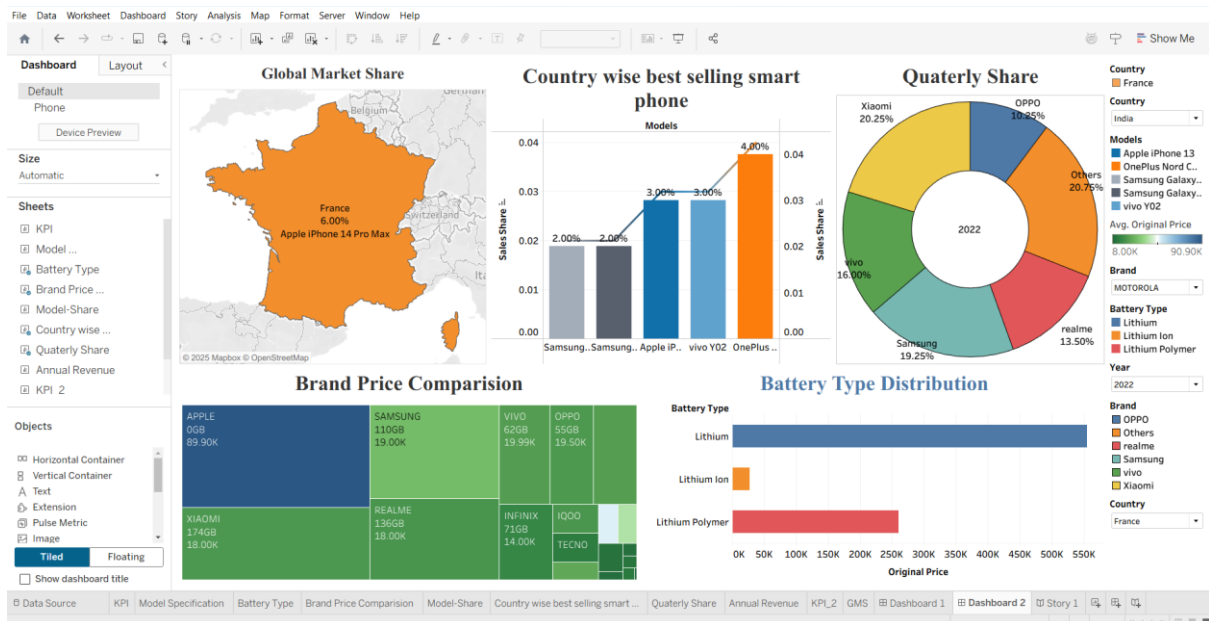 File Data Worksheet Dashboard Story Analysis Map Format Server Window Help
Show Me
Dashboard Layout
Default
Phone
Device Preview
Size
Automatic
Sheets
KPI
Model ...
Battery Type
Brand Price ...
Model-Share
Country wise ...
Quaterly Share
Annual Revenue
KPI_2
Objects
Horizontal Container
Vertical Container
Text
Extension
Pulse Metric
Image
Tiled Floating
Show dashboard title
Global Market Share
Belgium
Switzerland
France
6.00%
Apple iPhone 14 Pro Max
© 2025 Mapbox © OpenStreetMap
Country wise best selling smart
phone
Models
Sales Share
0.04
0.03
0.02
0.01
0.00
2.00% 2.00% 3.00% 3.00% 4.00%
0.04
0.03
0.02
0.01
0.00
Sales Share
Samsung.. Samsung.. Apple iP.. vivo Y02 OnePlus ..
Quaterly Share
OPPO
10.25%
Others
20.75%
realme
13.50%
Samsung
19.25%
vivo
16.00%
Xiaomi
20.25%
2022
Country
France
Country
India
Models
Apple iPhone 13
OnePlus Nord C..
Samsung Galaxy..
Samsung Galaxy..
vivo Y02
Avg. Original Price
8.00K 90.90K
Brand
MOTOROLA
Battery Type
Lithium
Lithium Ion
Lithium Polymer
Year
2022
Brand
OPPO
Others
realme
Samsung
vivo
Xiaomi
Country
France
Brand Price Comparision
APPLE
0GB
89.90K
XIAOMI
174GB
18.00K
SAMSUNG
110GB
19.00K
REALME
136GB
18.00K
VIVO
62GB
19.99K
OPPO
55GB
19.50K
INFINIX
71GB
14.00K
IQOO
TECNO
Battery Type Distribution
Battery Type
Lithium
Lithium Ion
Lithium Polymer
0K 50K 100K 150K 200K 250K 300K 350K 400K 450K 500K 550K
Original Price
Data Source KPI Model Specification Battery Type Brand Price Comparision Model-Share Country wise best selling smart ... Quaterly Share Annual Revenue KPI_2 GMS Dashboard 1 Dashboard 2 Story 1